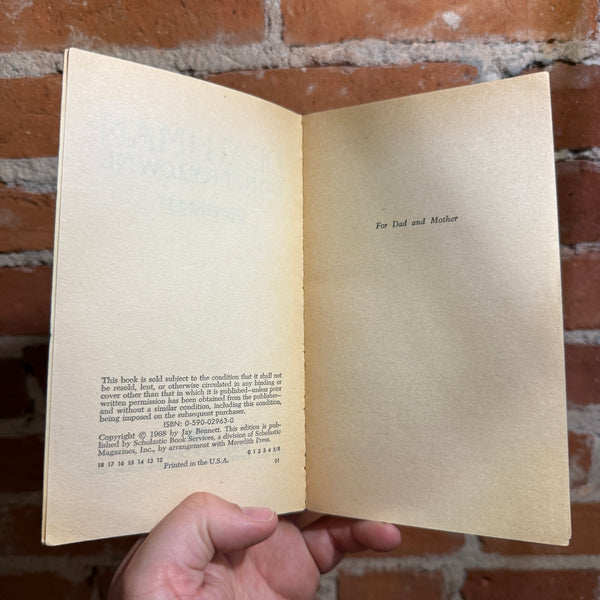 This book is sold subject to the condition that it shall not
be resold, lent, or otherwise circulated in any binding or
cover other than that in which it is published—unless prior
written permission has been obtained from the publisher—
and without a similar condition, including this condition,
being imposed on the subsequent purchaser.
ISBN: 0-590-02963-0
Copyright © 1968 by Jay Bennett. This edition is pub-
lished by Scholastic Book Services, a division of Scholastic
Magazines, Inc., by arrangement with Meredith Press.
18 17 16 15 14 13 12 0 1 2 3 4 5/8
Printed in the U.S.A. 01
For Dad and Mother